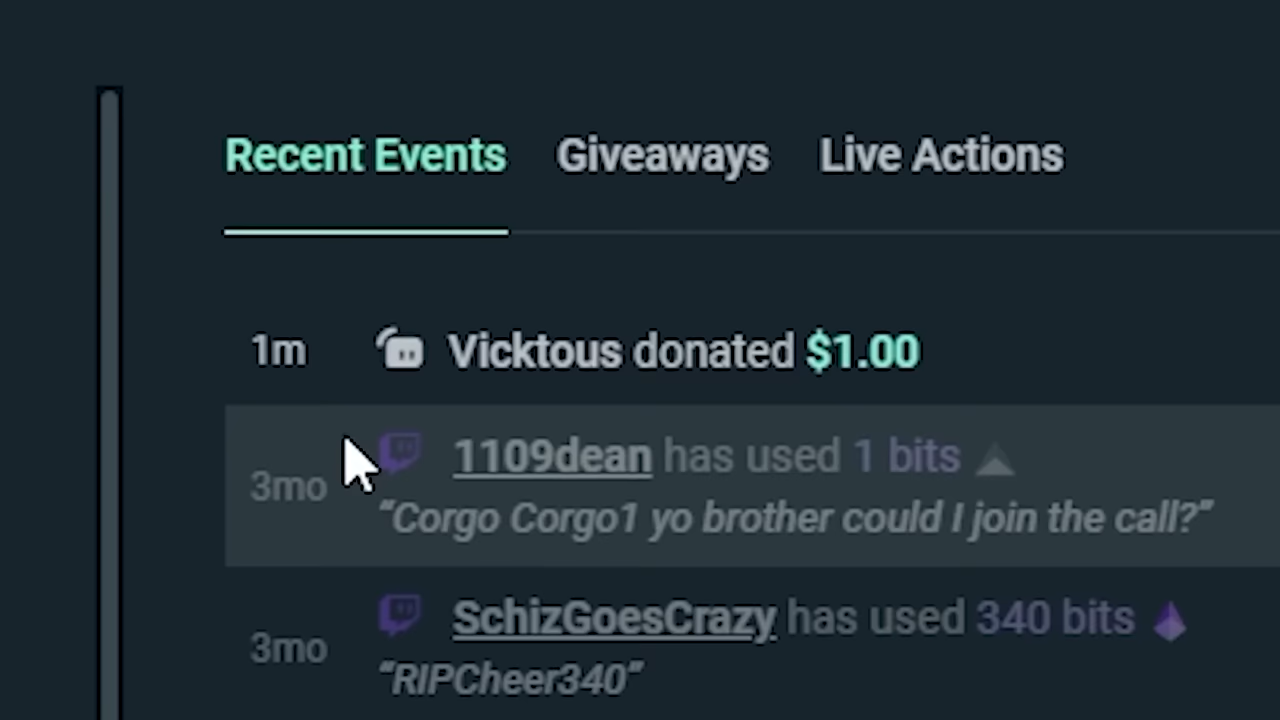 Recent Events Giveaways Live Actions
1m Vicktous donated $1.00
1109dean has used 1 bits
3mo
“Corgo Corgo1 yo brother could I join the call?”
SchizGoesCrazy has used 340 bits
3mo
“RIPCheer340”